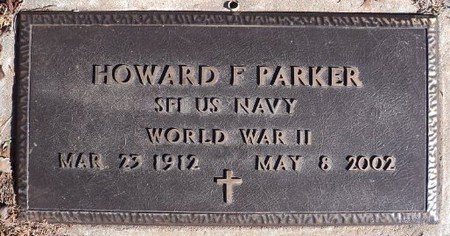 HOWARD F PARKER
SF1 US NAVY
WORLD WAR II
MAR 23 1912 MAY 8 2002